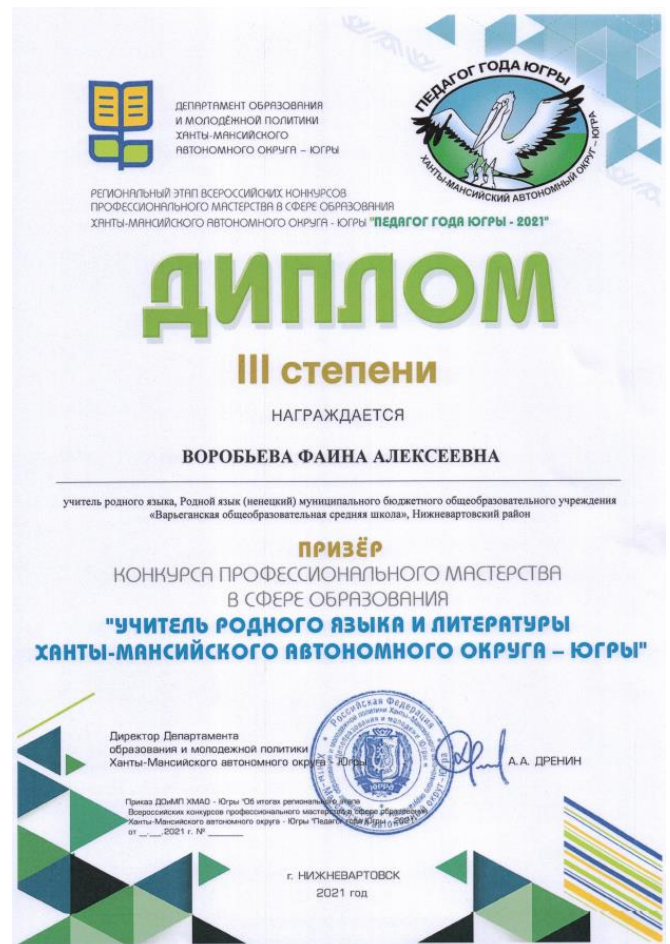 ДЕПАРТАМЕНТ ОБРАЗОВАНИЯ
И МОЛОДЁЖНОЙ ПОЛИТИКИ
ХАНТЫ-МАНСИЙСКОГО
АВТОНОМНОГО ОКРУГА – ЮГРЫ
ПЕДАГОГ ГОДА ЮГРЫ
ХАНТЫ-МАНСИЙСКИЙ АВТОНОМНЫЙ ОКРУГ – ЮГРА
РЕГИОНАЛЬНЫЙ ЭТАП ВСЕРОССИЙСКИХ КОНКУРСОВ
ПРОФЕССИОНАЛЬНОГО МАСТЕРСТВА В СФЕРЕ ОБРАЗОВАНИЯ
ХАНТЫ-МАНСИЙСКОГО АВТОНОМНОГО ОКРУГА - ЮГРЫ "ПЕДАГОГ ГОДА ЮГРЫ - 2021"
ДИПЛОМ
III степени
НАГРАЖДАЕТСЯ
ВОРОБЬЕВА ФАИНА АЛЕКСЕЕВНА
учитель родного языка, Родной язык (ненецкий) муниципального бюджетного общеобразовательного учреждения
«Варьеганская общеобразовательная средняя школа», Нижневартовский район
ПРИЗЁР
КОНКУРСА ПРОФЕССИОНАЛЬНОГО МАСТЕРСТВА
В СФЕРЕ ОБРАЗОВАНИЯ
"УЧИТЕЛЬ РОДНОГО ЯЗЫКА И ЛИТЕРАТУРЫ
ХАНТЫ-МАНСИЙСКОГО АВТОНОМНОГО ОКРУГА – ЮГРЫ"
Российская Федерация
Директор Департамента
образования и молодежной политики
Ханты-Мансийского автономного округа - Югры
А.А. ДРЕНИН
Приказ ДОиМП ХМАО - Югры "Об итогах регионального этапа
Всероссийских конкурсов профессионального мастерства в сфере образования
Ханты-Мансийского автономного округа - Югры "Педагог года Югры - 2021"
от __.__.2021 г. № ______
г. НИЖНЕВАРТОВСК
2021 год